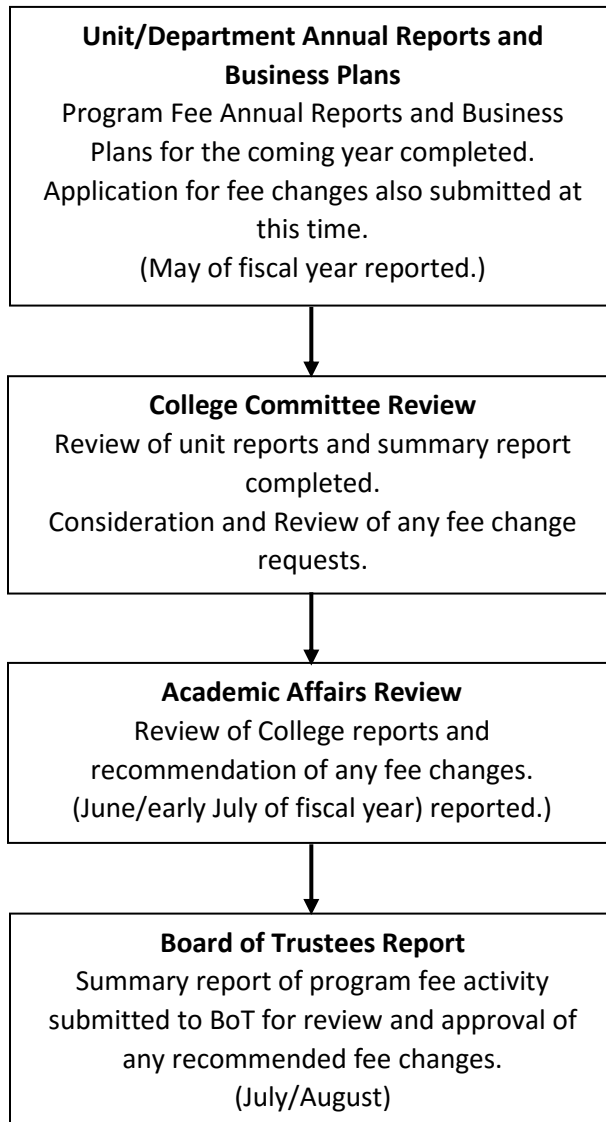 Unit/Department Annual Reports and
Business Plans
Program Fee Annual Reports and Business
Plans for the coming year completed.
Application for fee changes also submitted at
this time.
(May of fiscal year reported.)
College Committee Review
Review of unit reports and summary report
completed.
Consideration and Review of any fee change
requests.
Academic Affairs Review
Review of College reports and
recommendation of any fee changes.
(June/early July of fiscal year) reported.)
Board of Trustees Report
Summary report of program fee activity
submitted to BoT for review and approval of
any recommended fee changes.
(July/August)